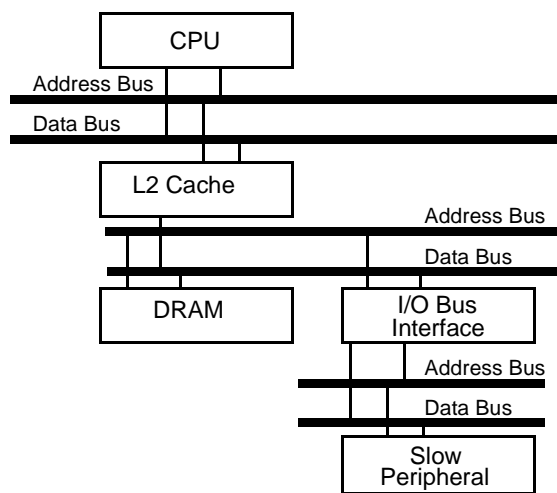 CPU
Address Bus
Data Bus
L2 Cache
Address Bus
Data Bus
DRAM
I/O Bus
Interface
Address Bus
Data Bus
Slow
Peripheral